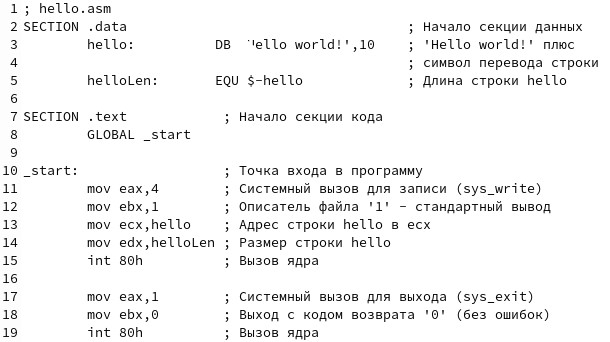 1 ; hello.asm
2 SECTION .data ; Начало секции данных
3 hello: DB 'ello world!',10 ; 'Hello world!' плюс
4 ; символ перевода строки
5 helloLen: EQU $-hello ; Длина строки hello
6
7 SECTION .text ; Начало секции кода
8 GLOBAL _start
9
10 _start: ; Точка входа в программу
11 mov eax,4 ; Системный вызов для записи (sys_write)
12 mov ebx,1 ; Описатель файла '1' - стандартный вывод
13 mov ecx,hello ; Адрес строки hello в ecx
14 mov edx,helloLen ; Размер строки hello
15 int 80h ; Вызов ядра
16
17 mov eax,1 ; Системный вызов для выхода (sys_exit)
18 mov ebx,0 ; Выход с кодом возврата '0' (без ошибок)
19 int 80h ; Вызов ядра